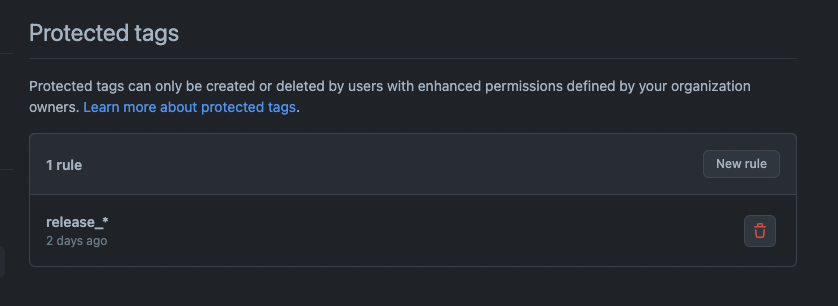 Protected tags
Protected tags can only be created or deleted by users with enhanced permissions defined by your organization
owners. Learn more about protected tags.
1 rule
New rule
release_*
2 days ago